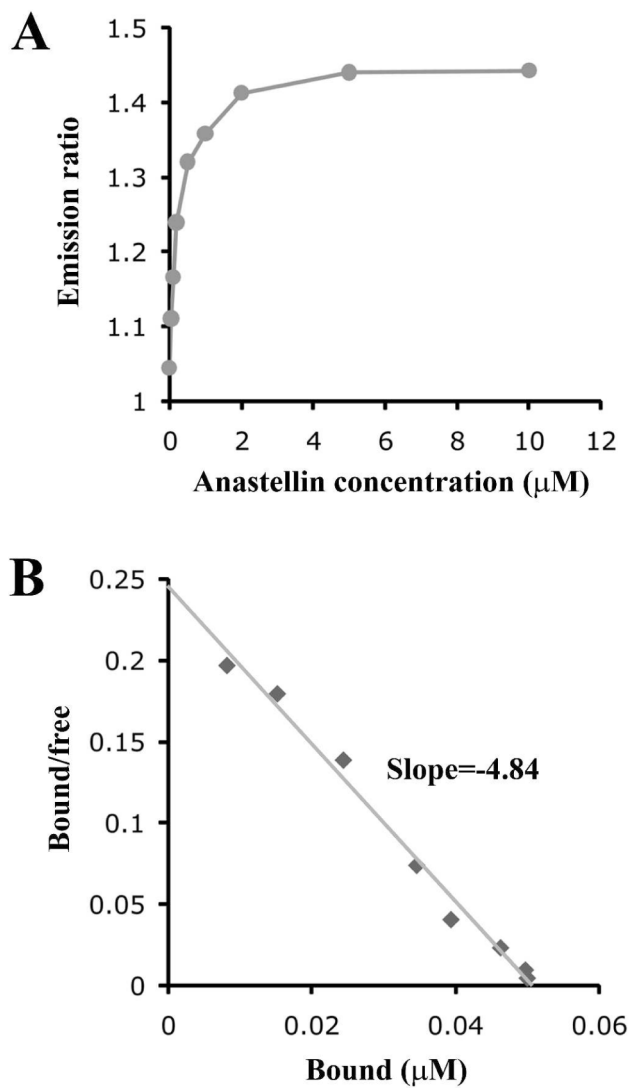 A
1.5
1.4
1.3
1.2
1.1
1
Emission ratio
0 2 4 6 8 10 12
Anastellin concentration (μM)
B
0.25
0.2
0.15
0.1
0.05
0
Bound/free
Slope=-4.84
0 0.02 0.04 0.06
Bound (μM)